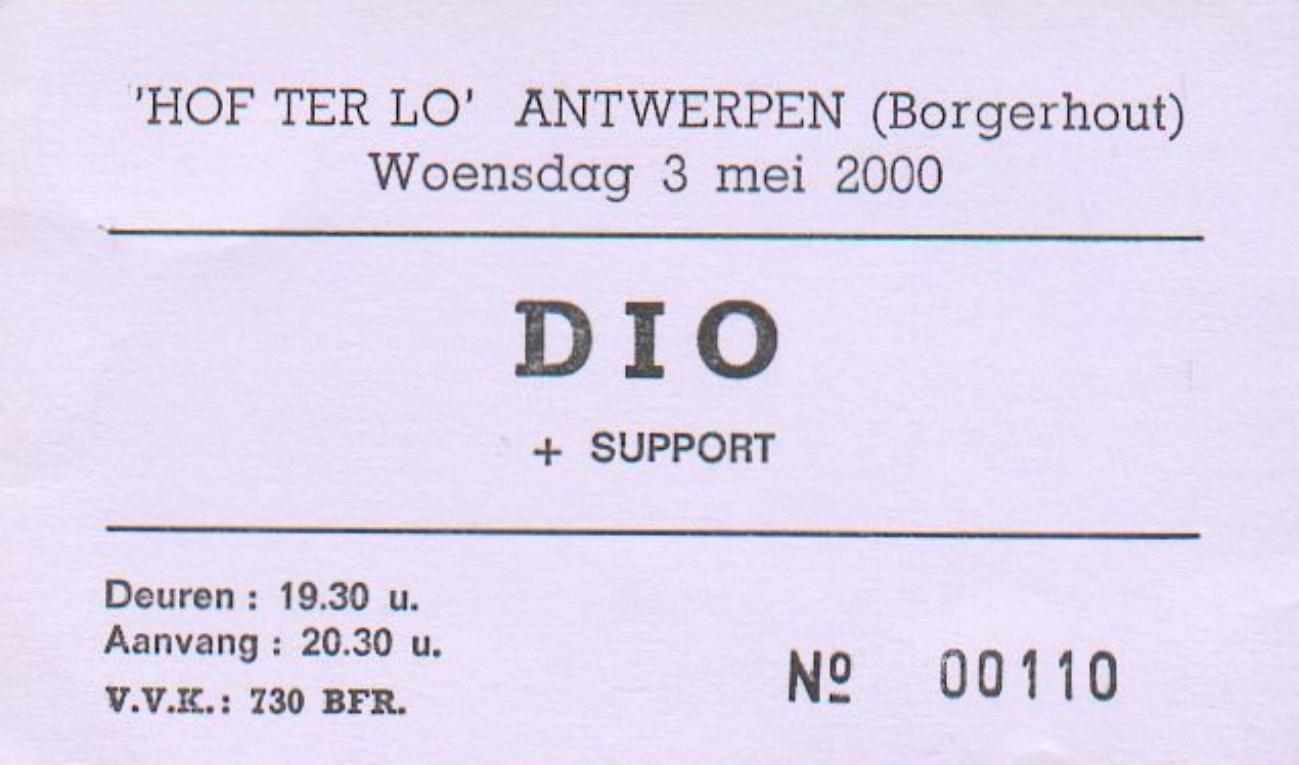 'HOF TER LO' ANTWERPEN (Borgerhout)
Woensdag 3 mei 2000
DIO
+ SUPPORT
Deuren : 19.30 u.
Aanvang : 20.30 u.
V.V.K.: 730 BFR.
Nº 00110